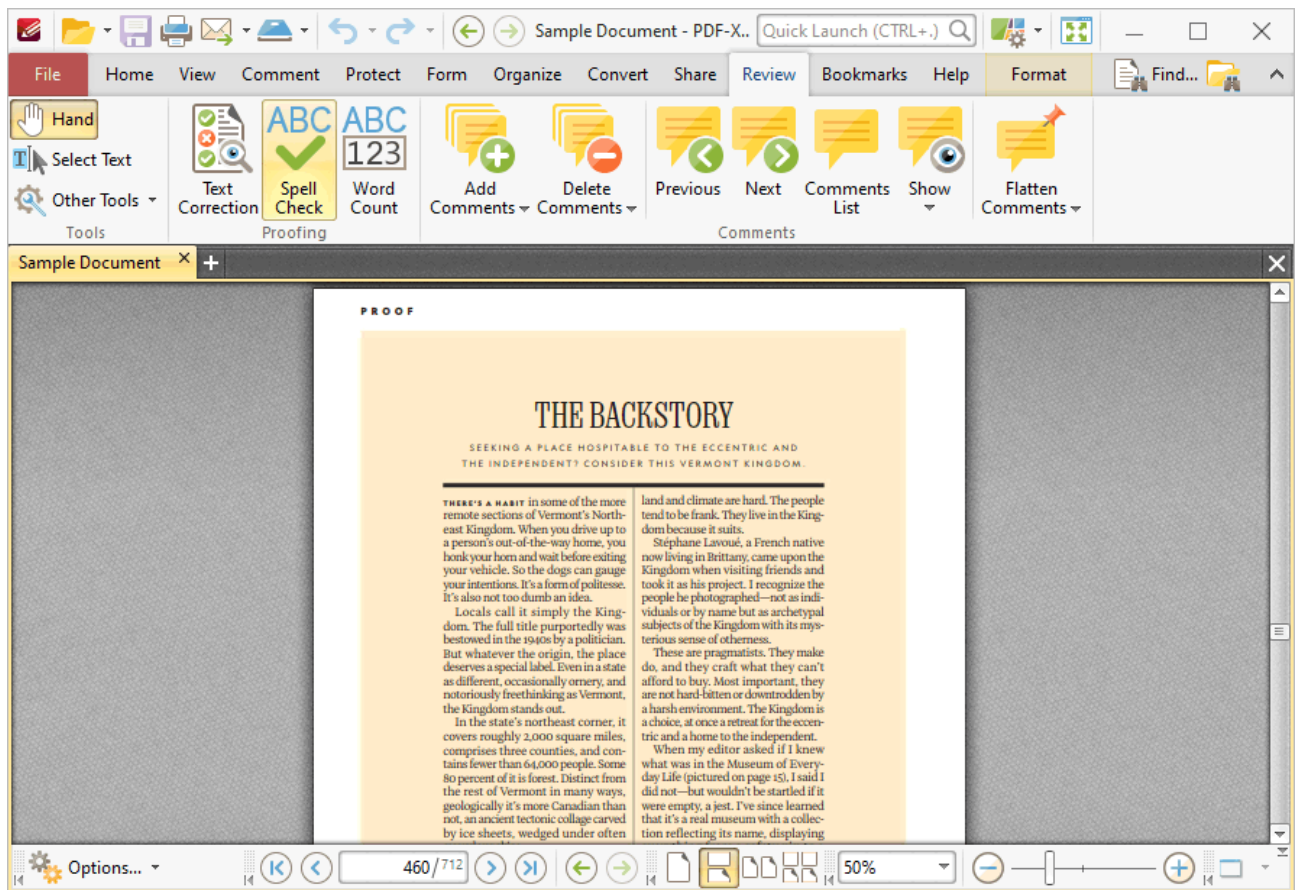 Sample Document - PDF-X..
Quick Launch (CTRL+.)
File Home View Comment Protect Form Organize Convert Share Review Bookmarks Help Format Find...
Hand
Select Text
Other Tools
Tools
Text
Correction
ABC
Spell
Check
ABC
123
Word
Count
Proofing
Add
Comments
Delete
Comments
Previous
Next
Comments
List
Show
Comments
Flatten
Comments
Sample Document
PROOF
THE BACKSTORY
SEEKING A PLACE HOSPITABLE TO THE ECCENTRIC AND
THE INDEPENDENT? CONSIDER THIS VERMONT KINGDOM.
THERE'S A HABIT in some of the more
remote sections of Vermont's North-
east Kingdom. When you drive up to
a person's out-of-the-way home, you
honk your horn and wait before exiting
your vehicle. So the dogs can gauge
your intentions. It's a form of politesse.
It's also not too dumb an idea.
Locals call it simply the King-
dom. The full title purportedly was
bestowed in the 1940s by a politician.
But whatever the origin, the place
deserves a special label. Even in a state
as different, occasionally ornery, and
notoriously freethinking as Vermont,
the Kingdom stands out.
In the state's northeast corner, it
covers roughly 2,000 square miles,
comprises three counties, and con-
tains fewer than 64,000 people. Some
80 percent of it is forest. Distinct from
the rest of Vermont in many ways,
geologically it's more Canadian than
not, an ancient tectonic collage carved
by ice sheets, wedged under often
land and climate are hard. The people
tend to be frank. They live in the King-
dom because it suits.
Stéphane Lavoué, a French native
now living in Brittany, came upon the
Kingdom when visiting friends and
took it as his project. I recognize the
people he photographed—not as indi-
viduals or by name but as archetypal
subjects of the Kingdom with its mys-
terious sense of otherness.
These are pragmatists. They make
do, and they craft what they can't
afford to buy. Most important, they
are not hard-bitten or downtrodden by
a harsh environment. The Kingdom is
a choice, at once a retreat for the eccen-
tric and a home to the independent.
When my editor asked if I knew
what was in the Museum of Every-
day Life (pictured on page 15), I said I
did not—but wouldn't be startled if it
were empty, a jest. I've since learned
that it's a real museum with a collec-
tion reflecting its name, displaying
Options...
460/712
50%